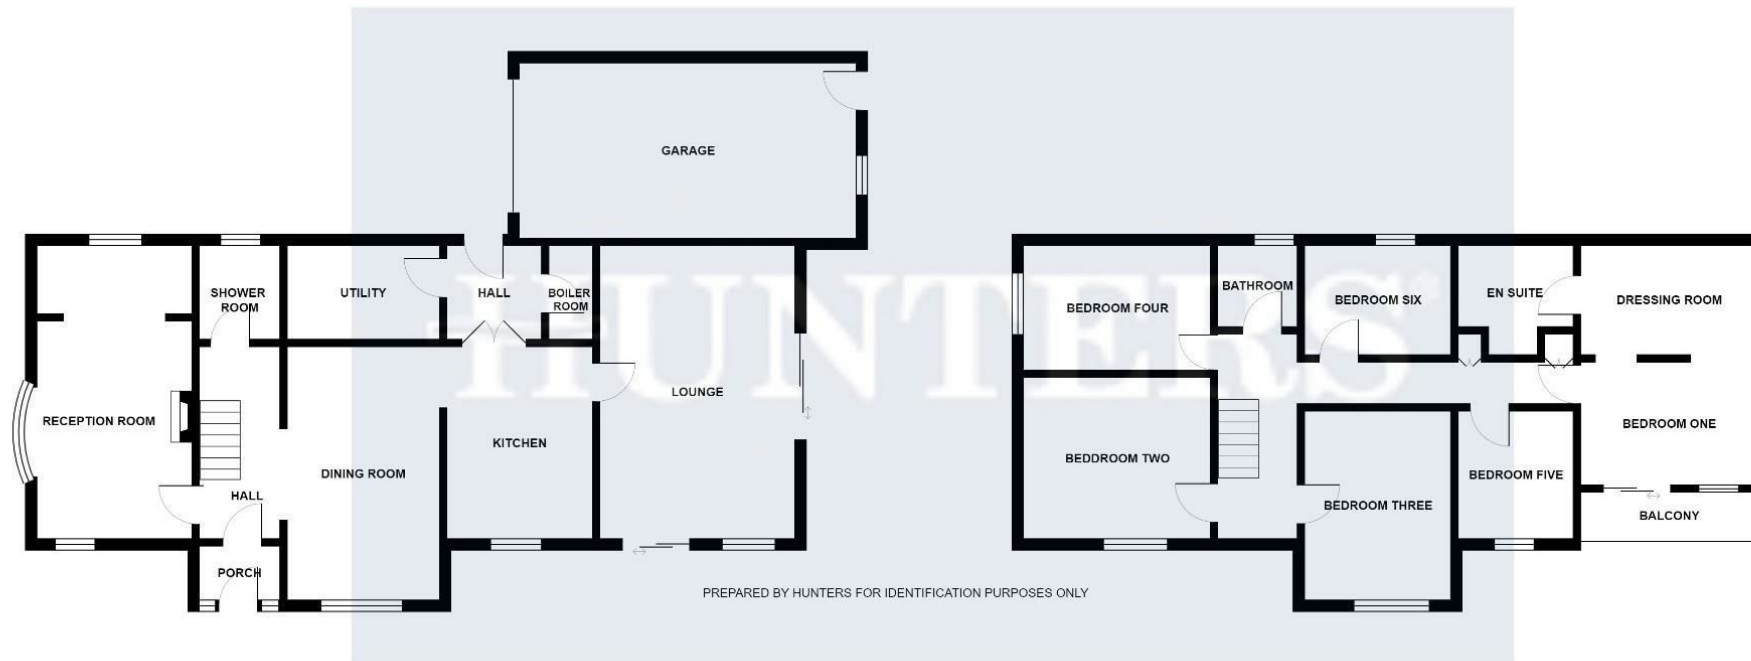 GARAGE
SHOWER
ROOM
UTILITY
HALL
BOILER
ROOM
RECEPTION ROOM
HALL
DINING ROOM
KITCHEN
LOUNGE
PORCH
BEDROOM FOUR
BATHROOM
BEDROOM SIX
EN SUITE
DRESSING ROOM
BEDDROOM TWO
BEDROOM THREE
BEDROOM FIVE
BEDROOM ONE
BALCONY
HUNTERS
PREPARED BY HUNTERS FOR IDENTIFICATION PURPOSES ONLY